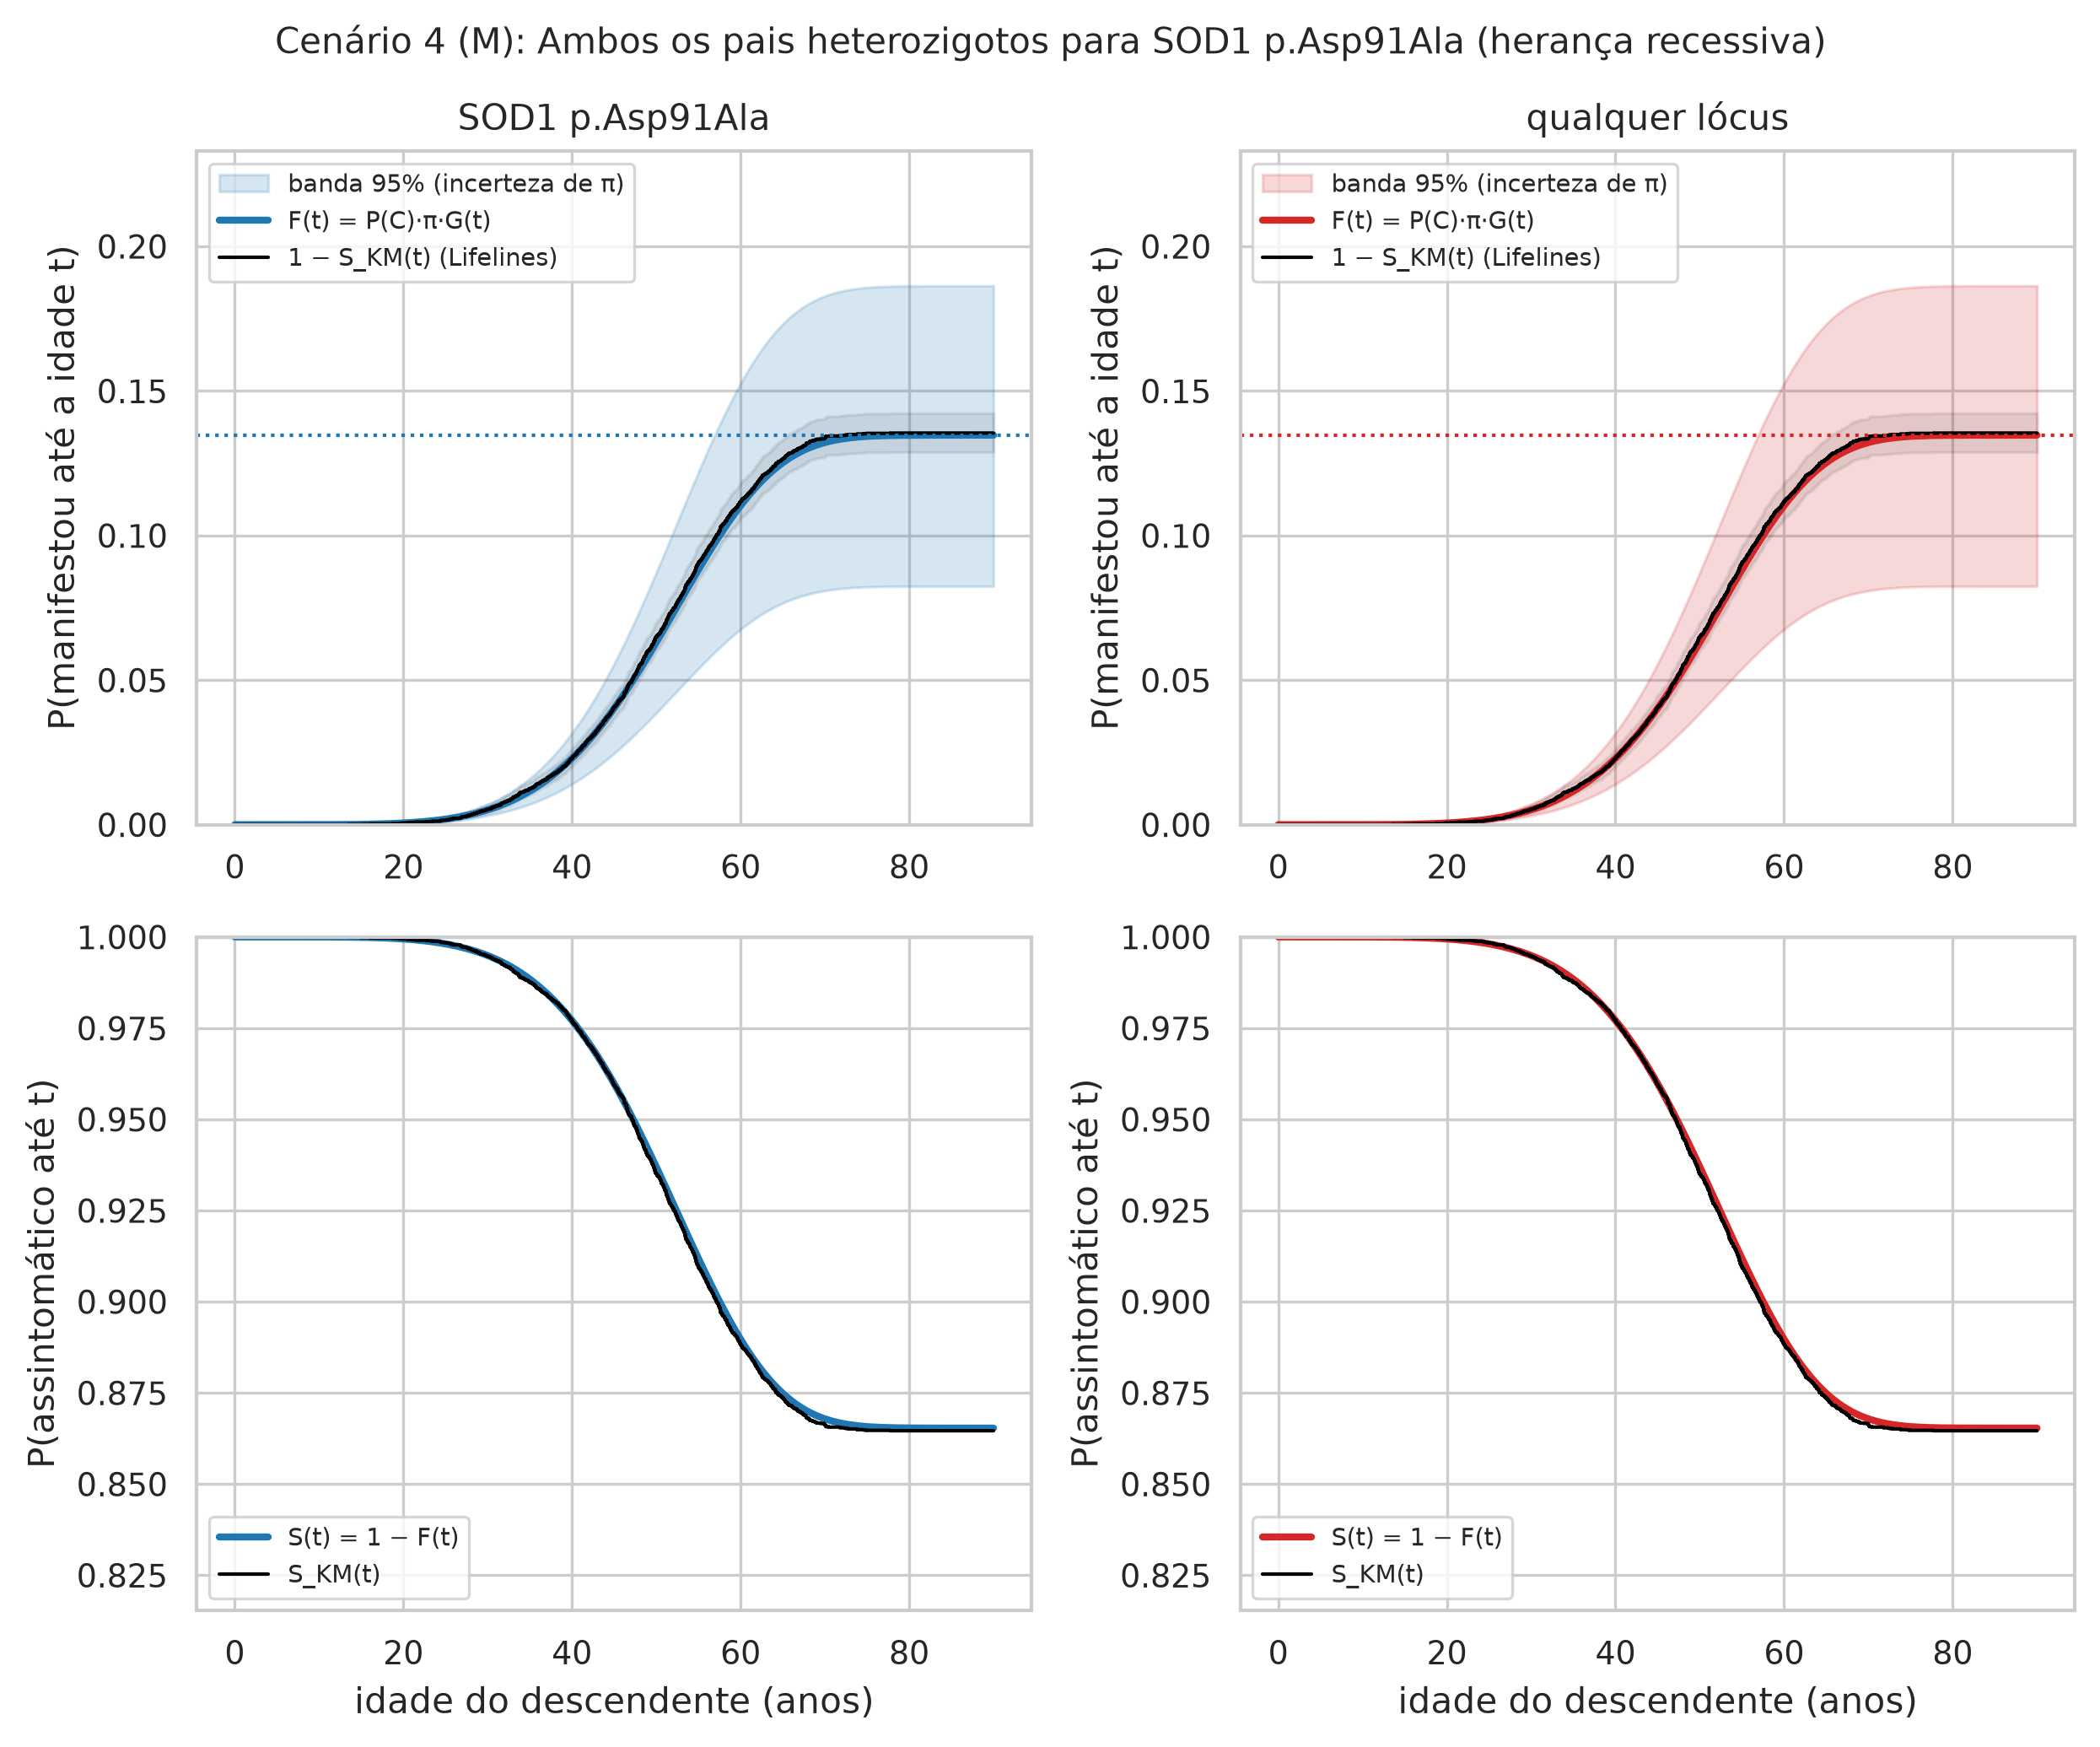 Cenário 4 (M): Ambos os pais heterozigotos para SOD1 p.Asp91Ala (herança recessiva)
SOD1 p.Asp91Ala
banda 95% (incerteza de π)
F(t) = P(C)·π·G(t)
1 − S_KM(t) (Lifelines)
P(manifestou até a idade t)
0.20
0.15
0.10
0.05
0.00
0
20
40
60
80
qualquer lócus
banda 95% (incerteza de π)
F(t) = P(C)·π·G(t)
1 − S_KM(t) (Lifelines)
P(manifestou até a idade t)
0.20
0.15
0.10
0.05
0.00
0
20
40
60
80
P(assintomático até t)
1.000
0.975
0.950
0.925
0.900
0.875
0.850
0.825
S(t) = 1 − F(t)
S_KM(t)
0
20
40
60
80
idade do descendente (anos)
P(assintomático até t)
1.000
0.975
0.950
0.925
0.900
0.875
0.850
0.825
S(t) = 1 − F(t)
S_KM(t)
0
20
40
60
80
idade do descendente (anos)